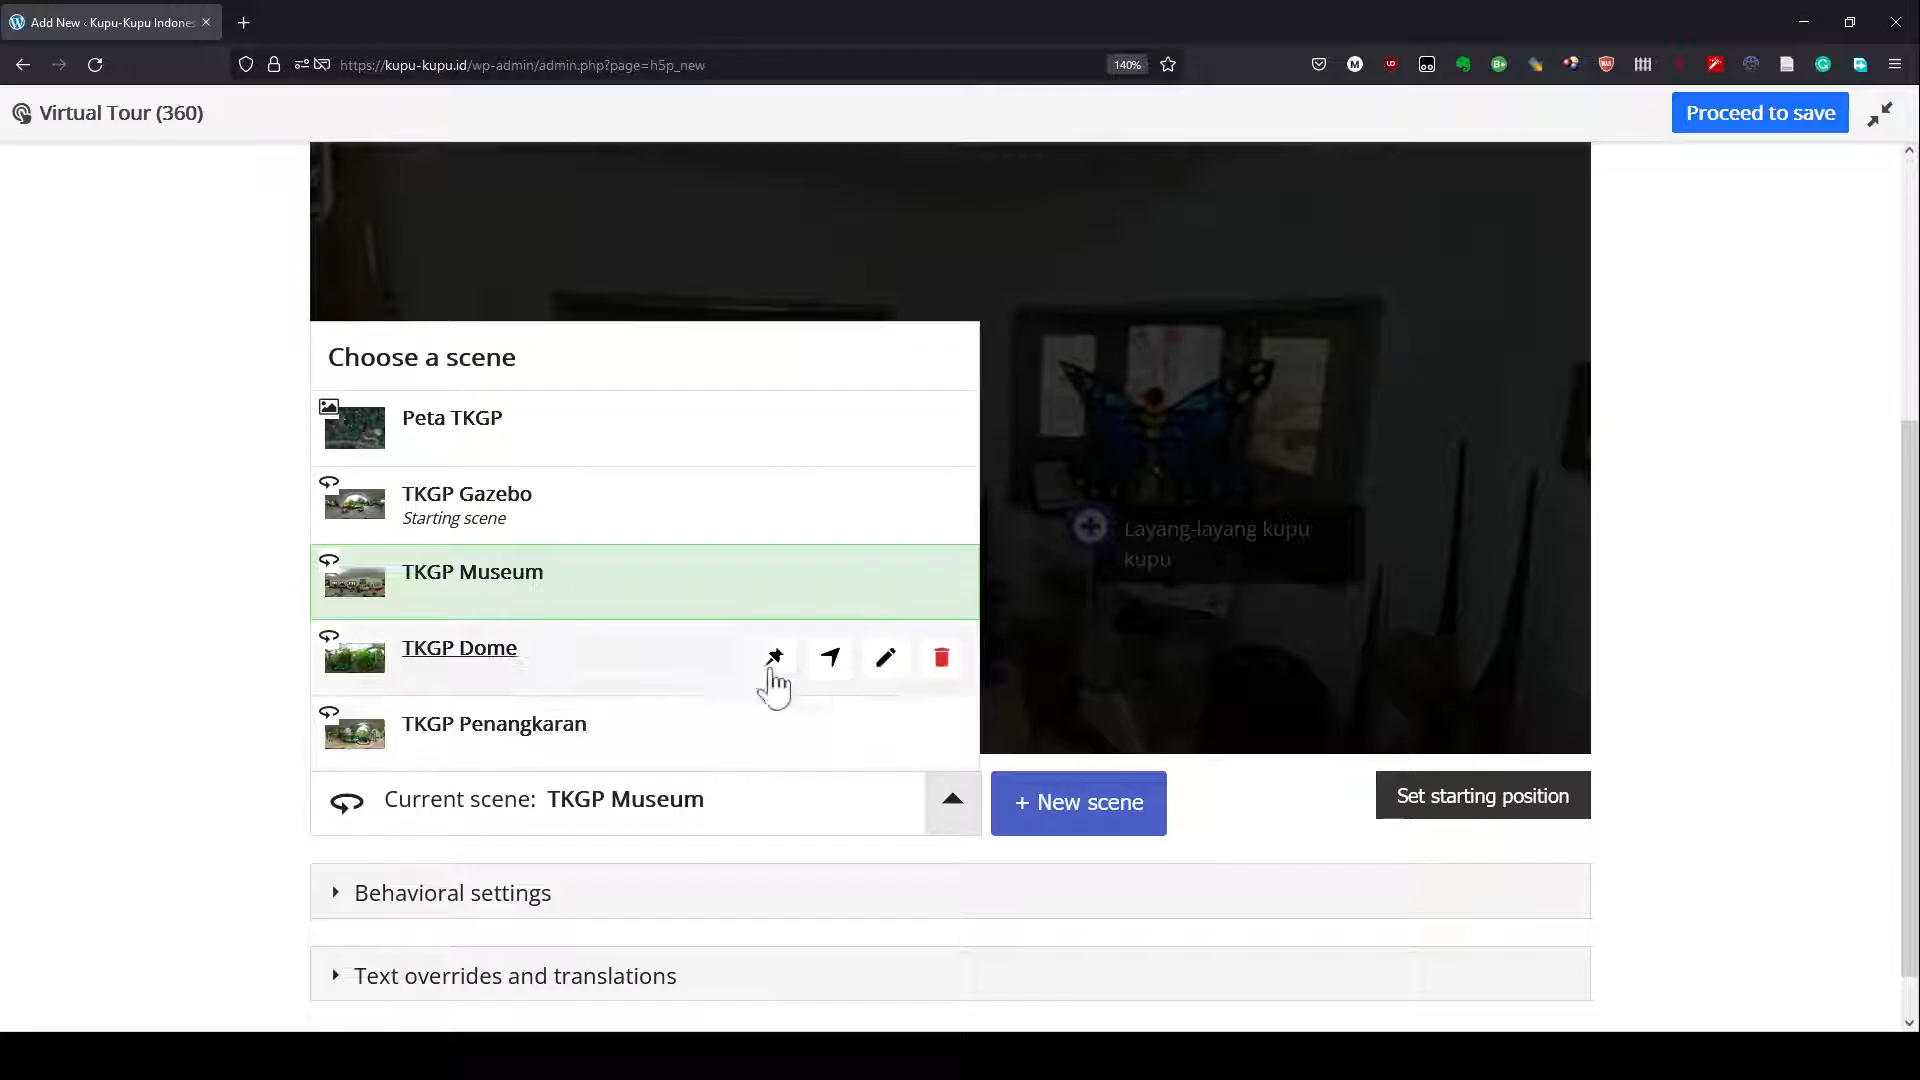 Add New ‹ Kupu-Kupu Indones
https://kupu-kupu.id/wp-admin/admin.php?page=h5p_new
140%
Virtual Tour (360)
Proceed to save
Choose a scene
Peta TKGP
TKGP Gazebo
Starting scene
TKGP Museum
TKGP Dome
TKGP Penangkaran
Layang-layang kupu
kupu
Current scene: TKGP Museum
+ New scene
Set starting position
Behavioral settings
Text overrides and translations